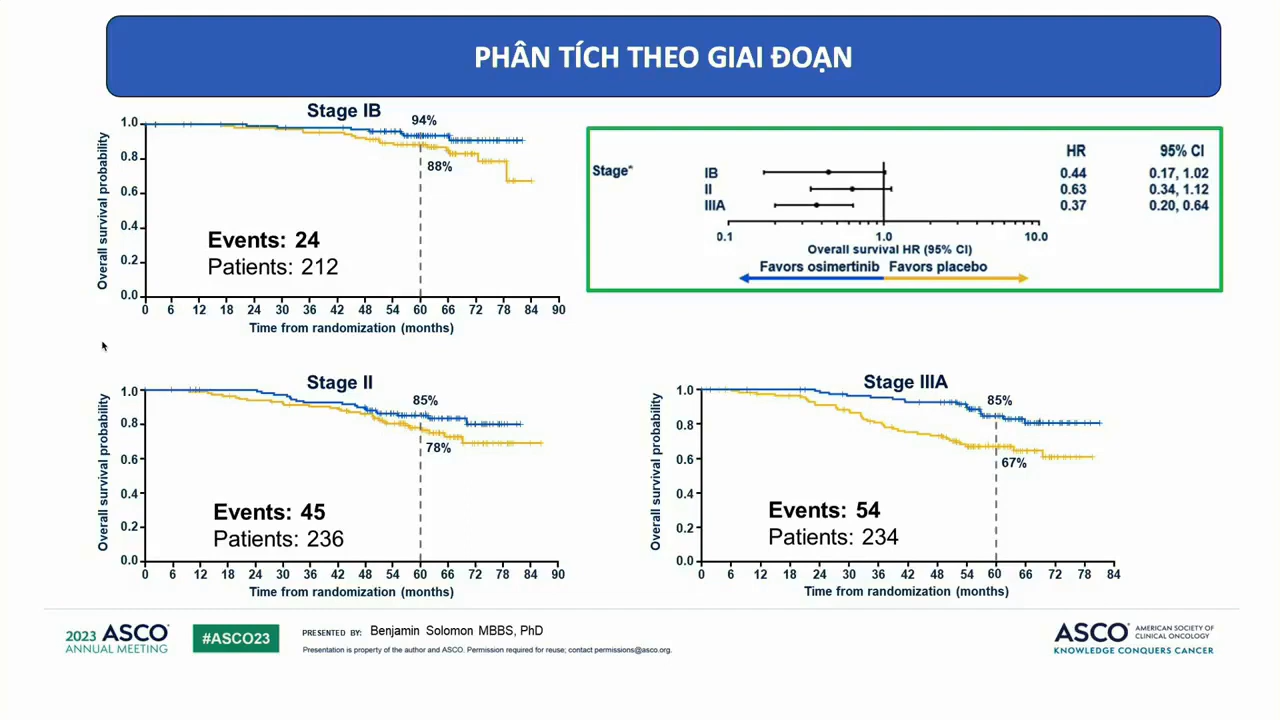 PHÂN TÍCH THEO GIAI ĐOẠN
Stage IB
Overall survival probability
1.0
0.8
0.6
0.4
0.2
0.0
94%
88%
Events: 24
Patients: 212
0 6 12 18 24 30 36 42 48 54 60 66 72 78 84 90
Time from randomization (months)
HR 95% CI
Stage*
IB 0.44 0.17, 1.02
II 0.63 0.34, 1.12
IIIA 0.37 0.20, 0.64
0.1 1.0 10.0
Overall survival HR (95% CI)
Favors osimertinib Favors placebo
Stage II
Overall survival probability
1.0
0.8
0.6
0.4
0.2
0.0
85%
78%
Events: 45
Patients: 236
0 6 12 18 24 30 36 42 48 54 60 66 72 78 84 90
Time from randomization (months)
Stage IIIA
Overall survival probability
1.0
0.8
0.6
0.4
0.2
0.0
85%
67%
Events: 54
Patients: 234
0 6 12 18 24 30 36 42 48 54 60 66 72 78 84
Time from randomization (months)
2023 ASCO®
ANNUAL MEETING
#ASCO23
PRESENTED BY: Benjamin Solomon MBBS, PhD
Presentation is property of the author and ASCO. Permission required for reuse; contact permissions@asco.org.
ASCO® AMERICAN SOCIETY OF
CLINICAL ONCOLOGY
KNOWLEDGE CONQUERS CANCER